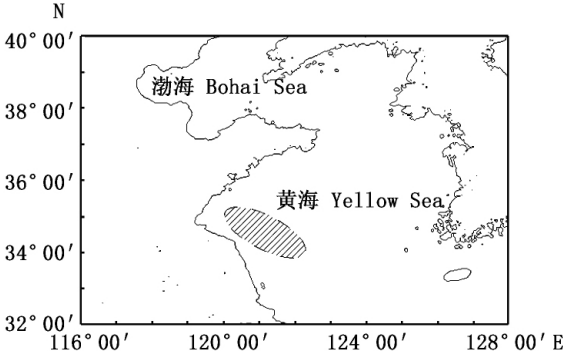 N
40°00′
渤海 Bohai Sea
38°00′
36°00′
黄海 Yellow Sea
34°00′
32°00′
116°00′ 120°00′ 124°00′ 128°00′ E